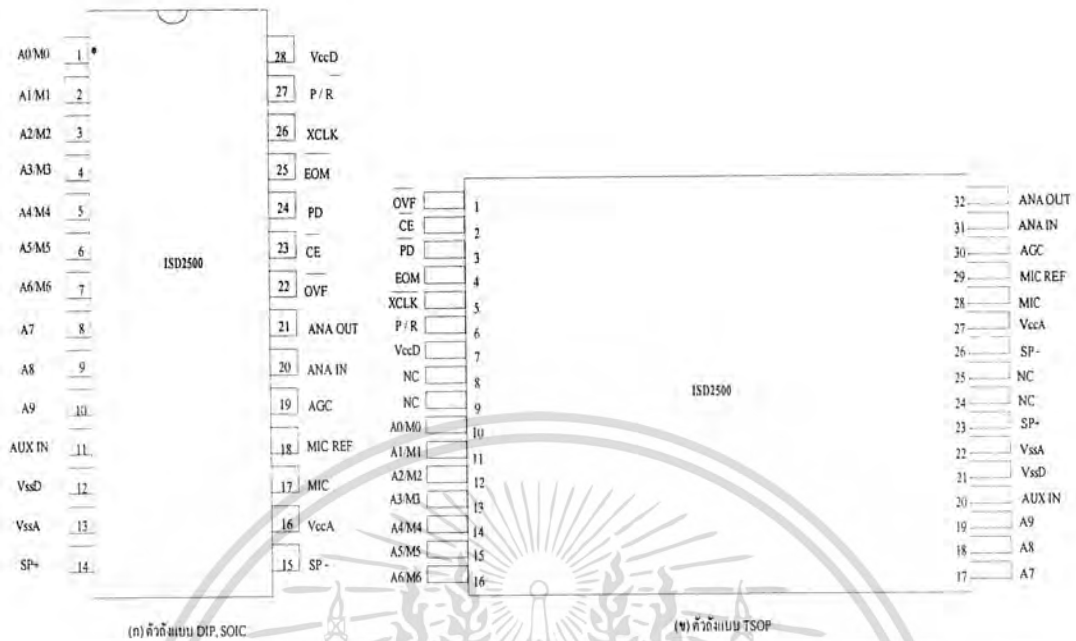 A0/M0 1 28 VccD
A1/M1 2 27 P / R
A2/M2 3 26 XCLK
A3/M3 4 25 EOM
A4/M4 5 24 PD
A5/M5 6 23 CE
A6/M6 7 22 OVF
A7 8 21 ANA OUT
A8 9 20 ANA IN
A9 10 19 AGC
AUX IN 11 18 MIC REF
VssD 12 17 MIC
VssA 13 16 VccA
SP+ 14 15 SP -
ISD2500
(ก) ตัวถังแบบ DIP, SOIC
OVF 1 32 ANA OUT
CE 2 31 ANA IN
PD 3 30 AGC
EOM 4 29 MIC REF
XCLK 5 28 MIC
P / R 6 27 VccA
VccD 7 26 SP -
NC 8 25 NC
NC 9 24 NC
A0/M0 10 23 SP+
A1/M1 11 22 VssA
A2/M2 12 21 VssD
A3/M3 13 20 AUX IN
A4/M4 14 19 A9
A5/M5 15 18 A8
A6/M6 16 17 A7
ISD2500
(ข) ตัวถังแบบ TSOP